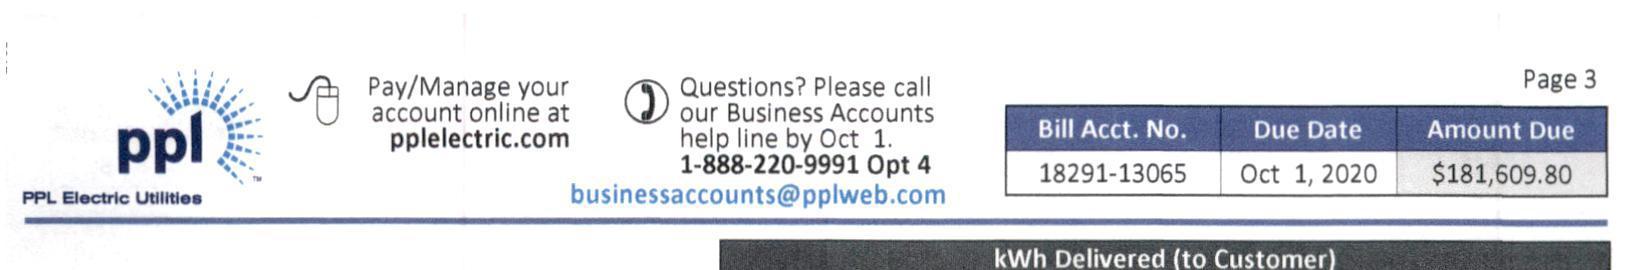 Page 3
ppl
TM
PPL Electric Utilities
Pay/Manage your
account online at
pplelectric.com
Questions? Please call
our Business Accounts
help line by Oct 1.
1-888-220-9991 Opt 4
businessaccounts@pplweb.com
Bill Acct. No. Due Date Amount Due
18291-13065 Oct 1, 2020 $181,609.80
kWh Delivered (to Customer)